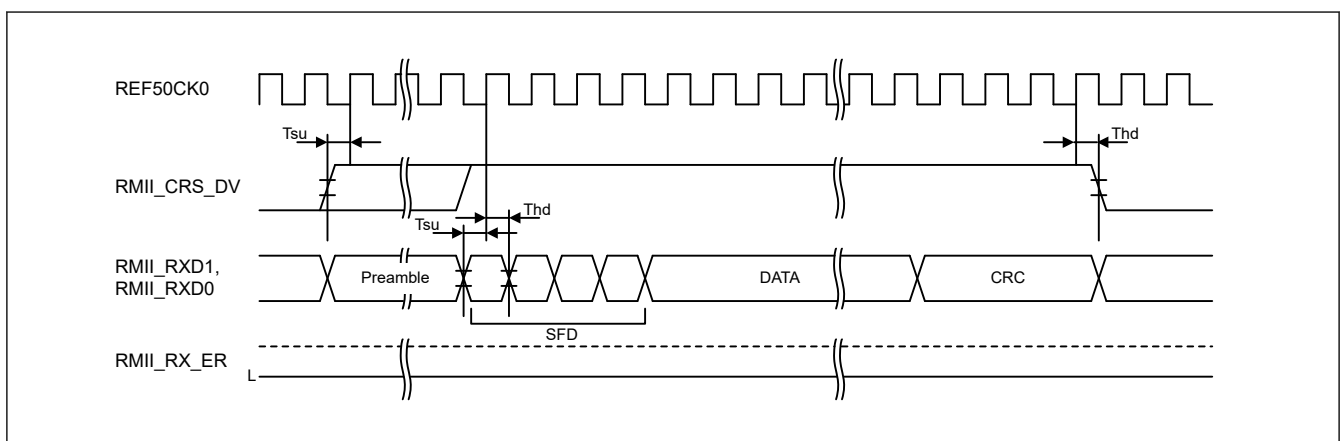 REF50CK0
Tsu
Thd
RMII_CRS_DV
Tsu
Thd
RMII_RXD1,
RMII_RXD0
Preamble
DATA
CRC
SFD
RMII_RX_ER
L